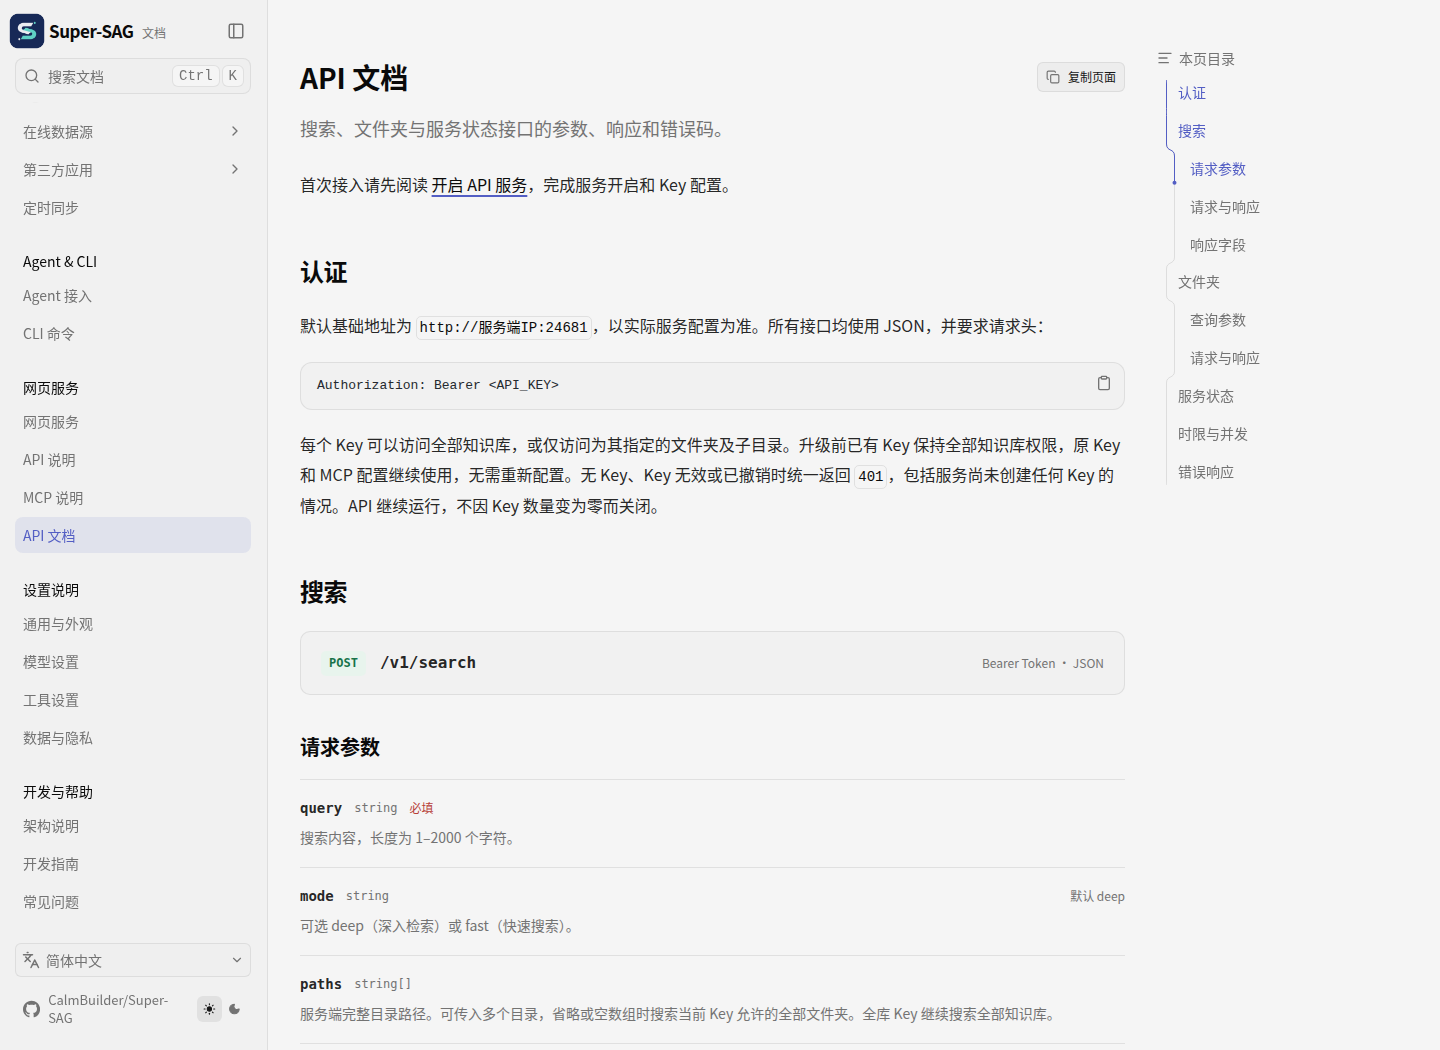 Super-SAG 文档
搜索文档 Ctrl K
在线数据源
第三方应用
定时同步
Agent & CLI
Agent 接入
CLI 命令
网页服务
网页服务
API 说明
MCP 说明
API 文档
设置说明
通用与外观
模型设置
工具设置
数据与隐私
开发与帮助
架构说明
开发指南
常见问题
简体中文
CalmBuilder/Super-
SAG
API 文档
复制页面
搜索、文件夹与服务状态接口的参数、响应和错误码。
首次接入请先阅读 开启 API 服务，完成服务开启和 Key 配置。
认证
默认基础地址为 http://服务端IP:24681，以实际服务配置为准。所有接口均使用 JSON，并要求请求头：
Authorization: Bearer <API_KEY>
每个 Key 可以访问全部知识库，或仅访问为其指定的文件夹及子目录。升级前已有 Key 保持全部知识库权限，原 Key
和 MCP 配置继续使用，无需重新配置。无 Key、Key 无效或已撤销时统一返回 401，包括服务尚未创建任何 Key 的
情况。API 继续运行，不因 Key 数量变为零而关闭。
搜索
POST /v1/search Bearer Token · JSON
请求参数
query string 必填
搜索内容，长度为 1–2000 个字符。
mode string 默认 deep
可选 deep（深入检索）或 fast（快速搜索）。
paths string[]
服务端完整目录路径。可传入多个目录，省略或空数组时搜索当前 Key 允许的全部文件夹。全库 Key 继续搜索全部知识库。
本页目录
认证
搜索
请求参数
请求与响应
响应字段
文件夹
查询参数
请求与响应
服务状态
时限与并发
错误响应